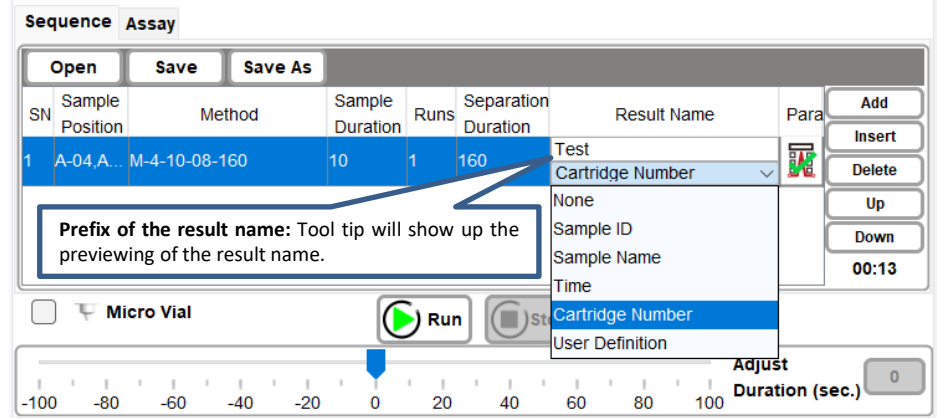 Sequence Assay
Open Save Save As
SN Sample Position Method Sample Duration Runs Separation Duration Result Name Para
1 A-04,A... M-4-10-08-160 10 1 160 Test
Cartridge Number
None
Sample ID
Sample Name
Time
Cartridge Number
User Definition
Prefix of the result name: Tool tip will show up the
previewing of the result name.
Add
Insert
Delete
Up
Down
00:13
Micro Vial Run
-100 -80 -60 -40 -20 0 20 40 60 80 100
Adjust
Duration (sec.) 0